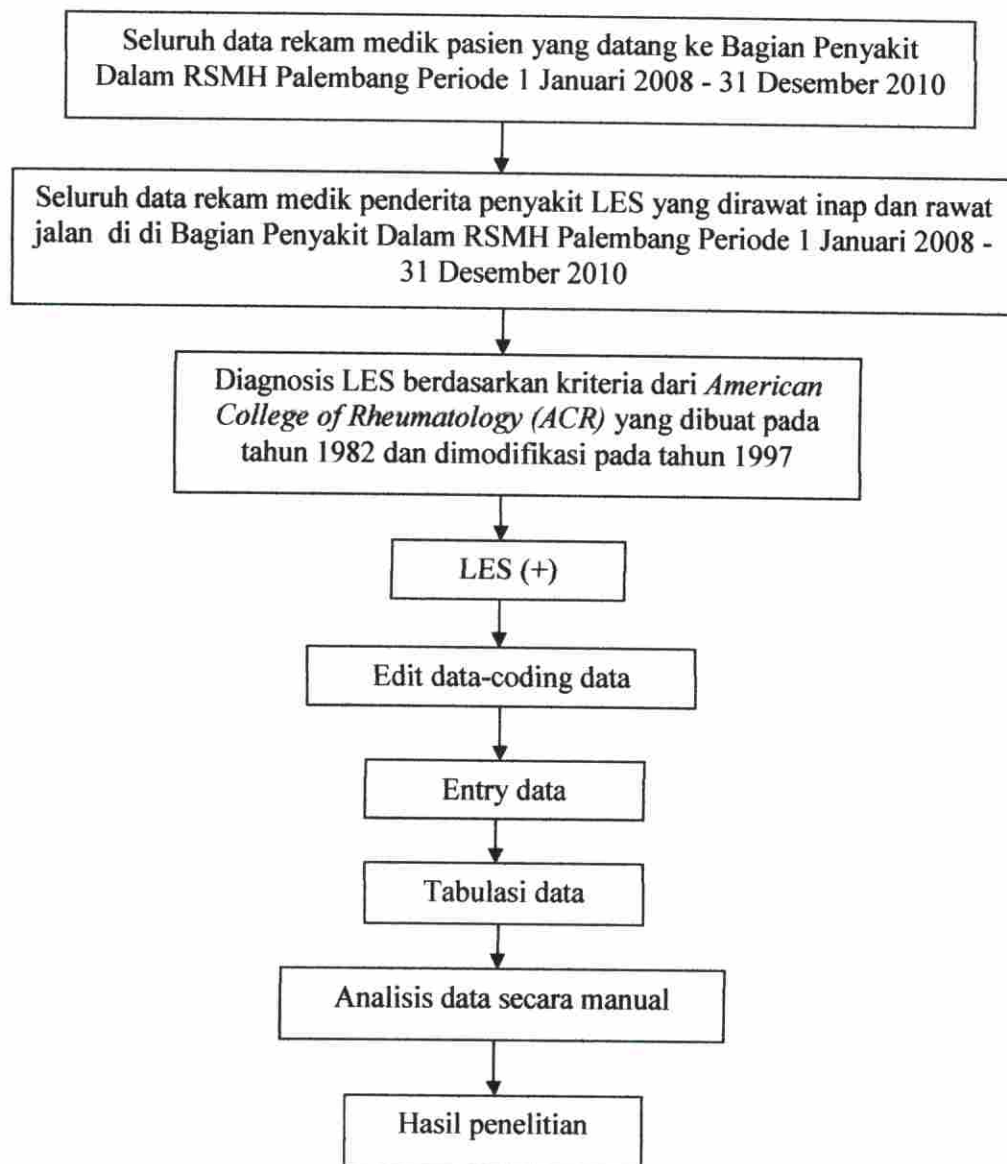 Seluruh data rekam medik pasien yang datang ke Bagian Penyakit
Dalam RSMH Palembang Periode 1 Januari 2008 - 31 Desember 2010
Seluruh data rekam medik penderita penyakit LES yang dirawat inap dan rawat
jalan di di Bagian Penyakit Dalam RSMH Palembang Periode 1 Januari 2008 -
31 Desember 2010
Diagnosis LES berdasarkan kriteria dari American
College of Rheumatology (ACR) yang dibuat pada
tahun 1982 dan dimodifikasi pada tahun 1997
LES (+)
Edit data-coding data
Entry data
Tabulasi data
Analisis data secara manual
Hasil penelitian